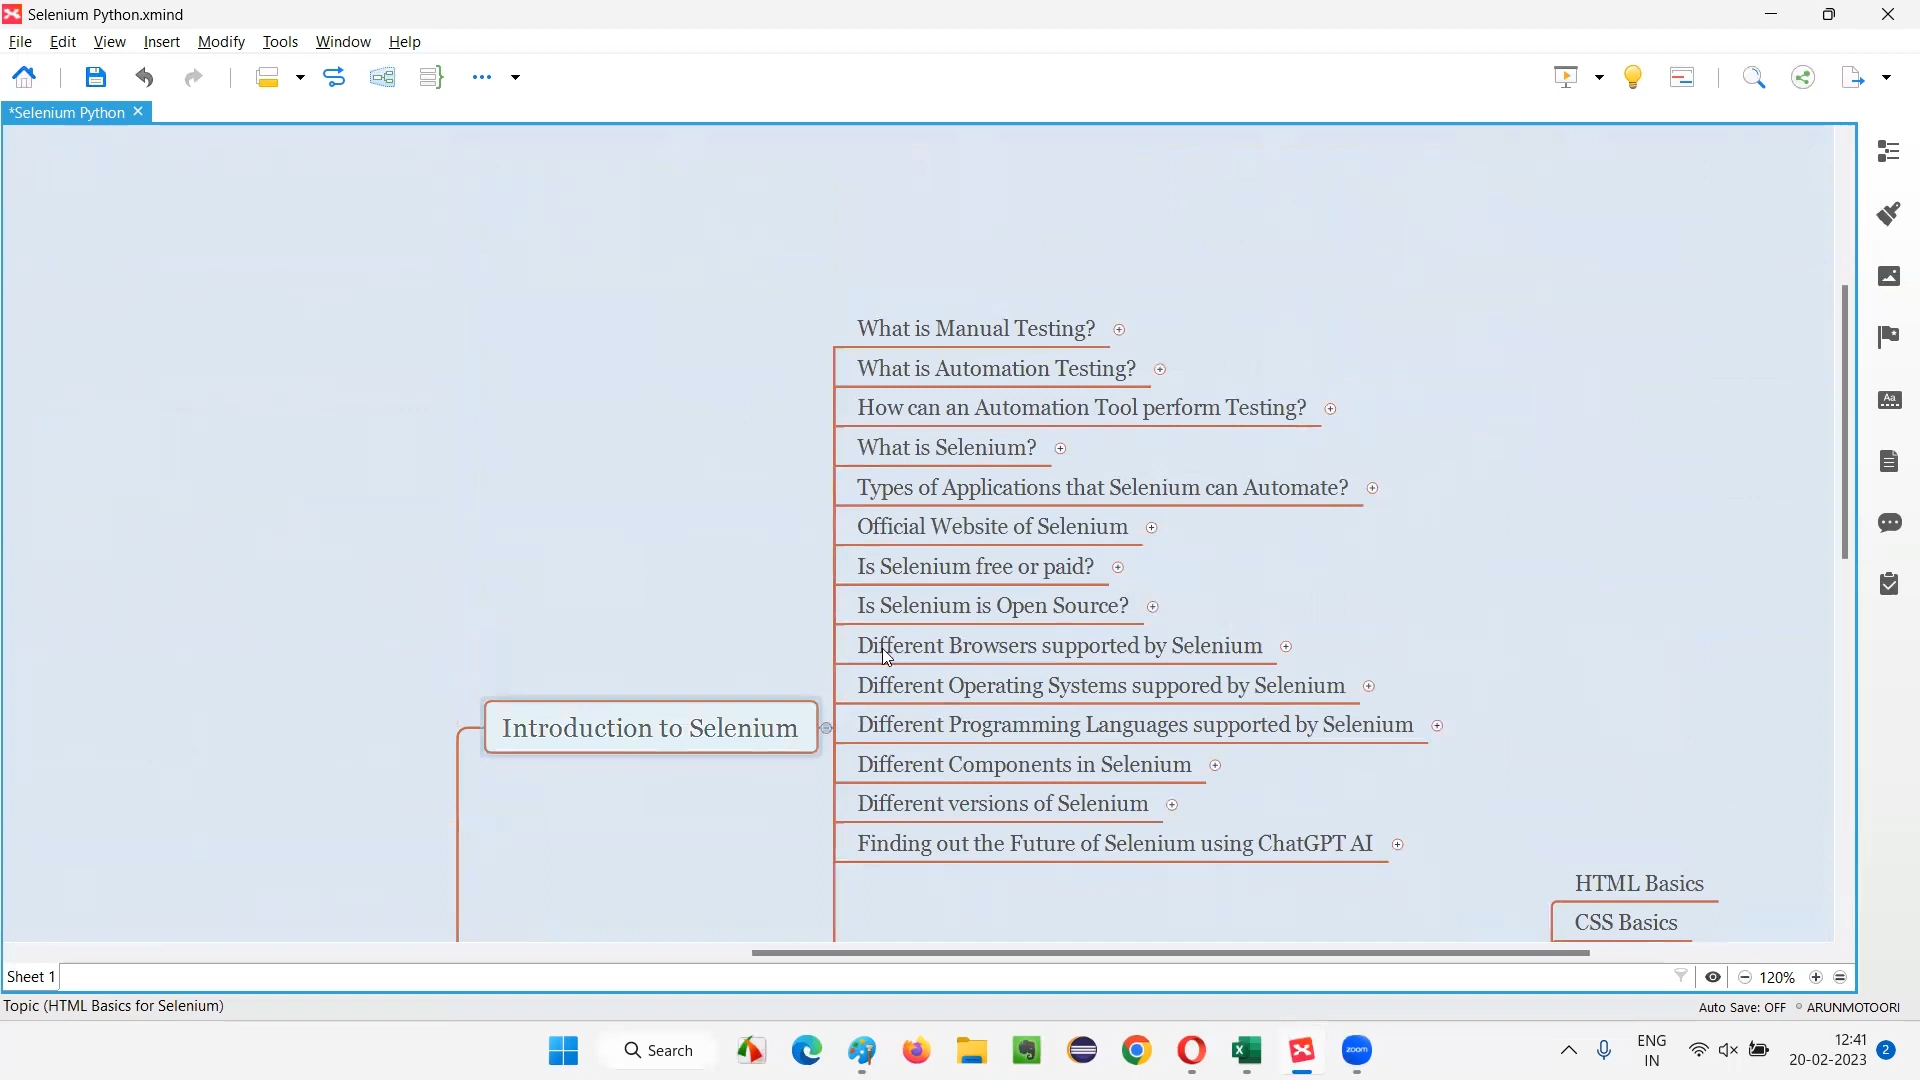 Selenium Python.xmind
File Edit View Insert Modify Tools Window Help
*Selenium Python
What is Manual Testing?
What is Automation Testing?
How can an Automation Tool perform Testing?
What is Selenium?
Types of Applications that Selenium can Automate?
Official Website of Selenium
Is Selenium free or paid?
Is Selenium is Open Source?
Different Browsers supported by Selenium
Different Operating Systems suppored by Selenium
Introduction to Selenium
Different Programming Languages supported by Selenium
Different Components in Selenium
Different versions of Selenium
Finding out the Future of Selenium using ChatGPT AI
HTML Basics
CSS Basics
Sheet 1
120%
Topic (HTML Basics for Selenium)
Auto Save: OFF
ARUNMOTOORI
Search
zoom
ENG
IN
12:41
20-02-2023
2